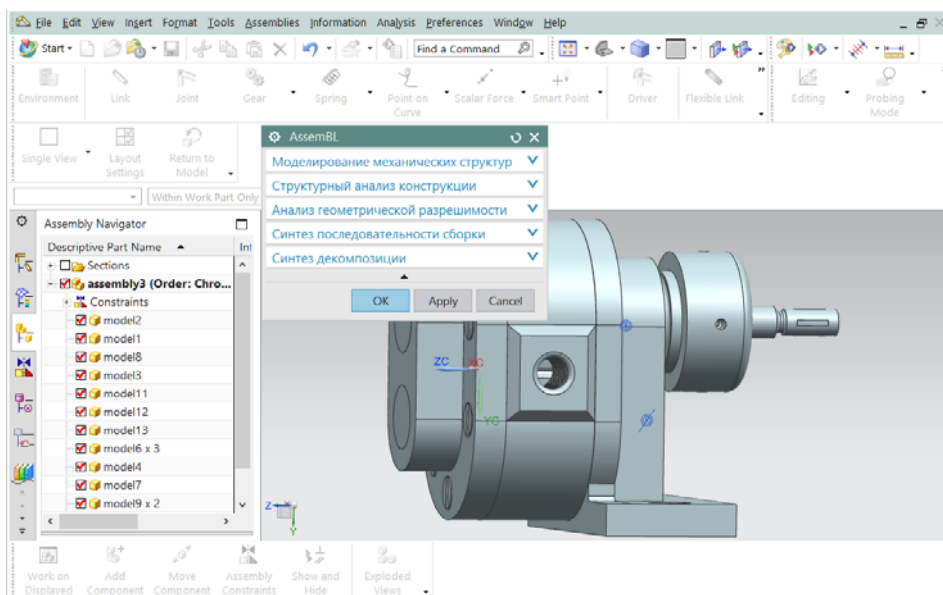 File Edit View Insert Format Tools Assemblies Information Analysis Preferences Window Help
Start
Find a Command
Environment Link Joint Gear Spring Point on Curve Scalar Force Smart Point Driver Flexible Link Editing Probing Mode
Single View Layout Settings Return to Model
Within Work Part Only
AssemBL
Моделирование механических структур
Структурный анализ конструкции
Анализ геометрической разрешимости
Синтез последовательности сборки
Синтез декомпозиции
OK Apply Cancel
Assembly Navigator
Descriptive Part Name Inf
Sections
assembly3 (Order: Chro...
Constraints
model2
model1
model8
model3
model11
model12
model13
model6 x 3
model4
model7
model9 x 2
ZC XC
YC
Z
Y
Work on Displayed Add Component Move Component Assembly Constraints Show and Hide Exploded Views